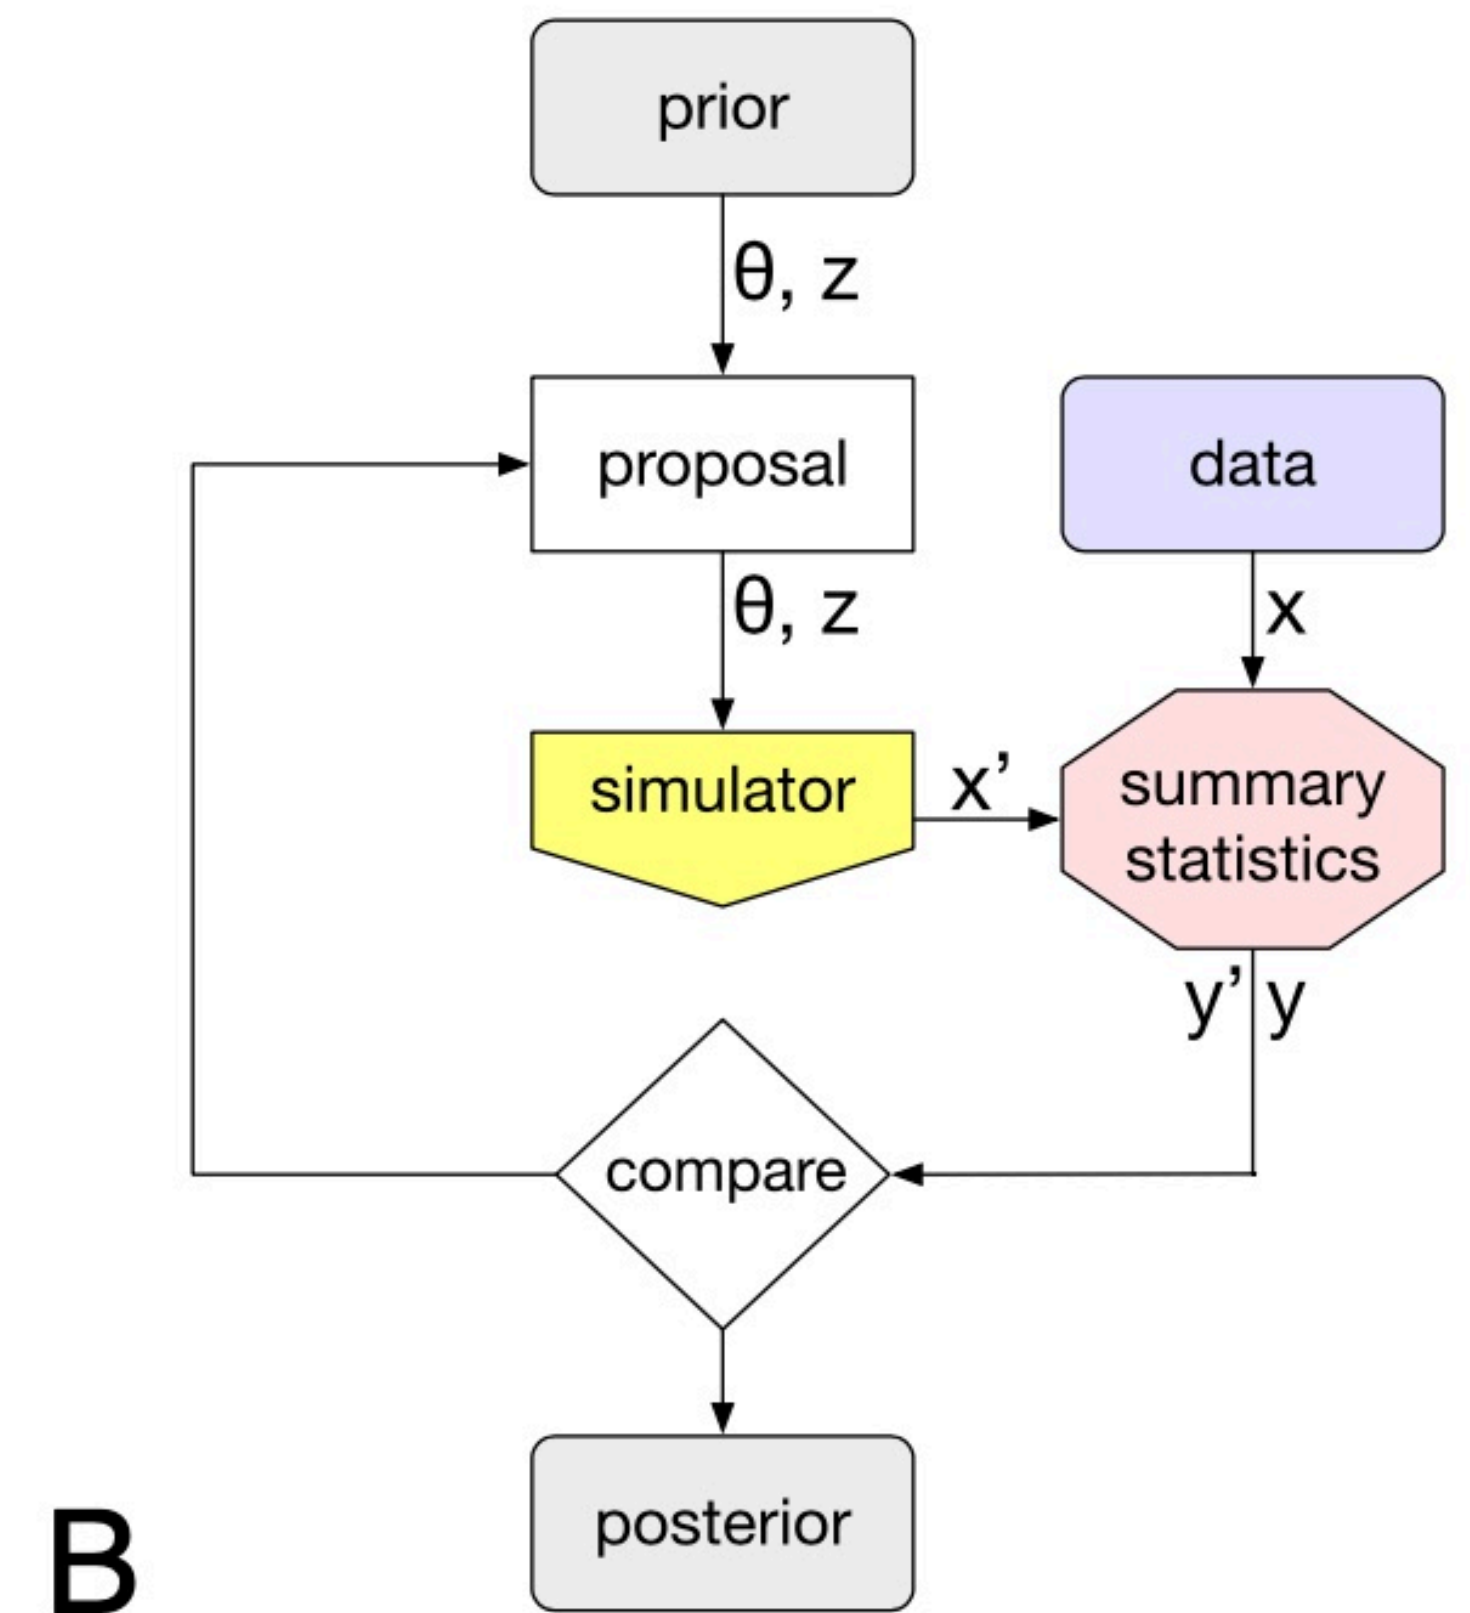 prior
θ, z
proposal
data
θ, z
x
simulator
x’
summary
statistics
y’ y
compare
posterior
B